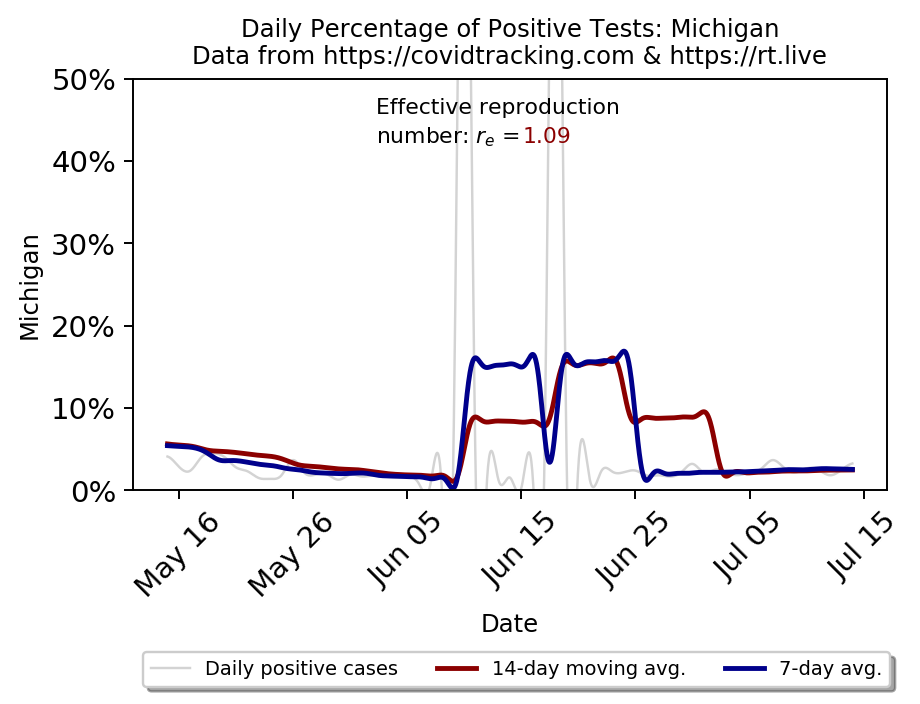 Daily Percentage of Positive Tests: Michigan
Data from https://covidtracking.com & https://rt.live
50%
40%
30%
20%
10%
0%
Michigan
Effective reproduction
number: rₑ =1.09
May 16
May 26
Jun 05
Jun 15
Jun 25
Jul 05
Jul 15
Date
Daily positive cases
14-day moving avg.
7-day avg.